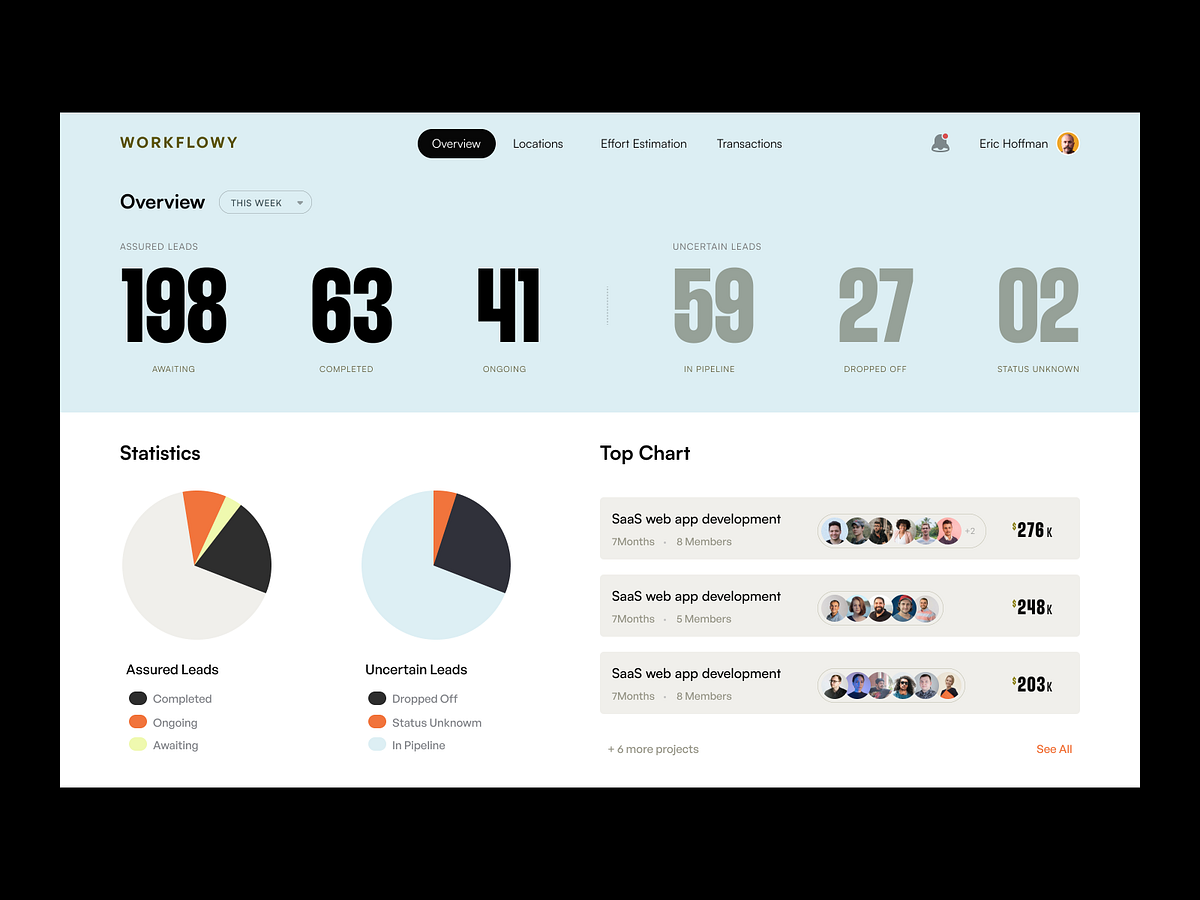 WORKFLOWY
Overview Locations Effort Estimation Transactions
Eric Hoffman
Overview THIS WEEK
ASSURED LEADS
198 63 41
AWAITING COMPLETED ONGOING
UNCERTAIN LEADS
59 27 02
IN PIPELINE DROPPED OFF STATUS UNKNOWN
Statistics
Assured Leads
Completed
Ongoing
Awaiting
Uncertain Leads
Dropped Off
Status Unknowm
In Pipeline
Top Chart
SaaS web app development
7Months · 8 Members
+2
$276K
SaaS web app development
7Months · 5 Members
$248K
SaaS web app development
7Months · 8 Members
$203K
+ 6 more projects
See All